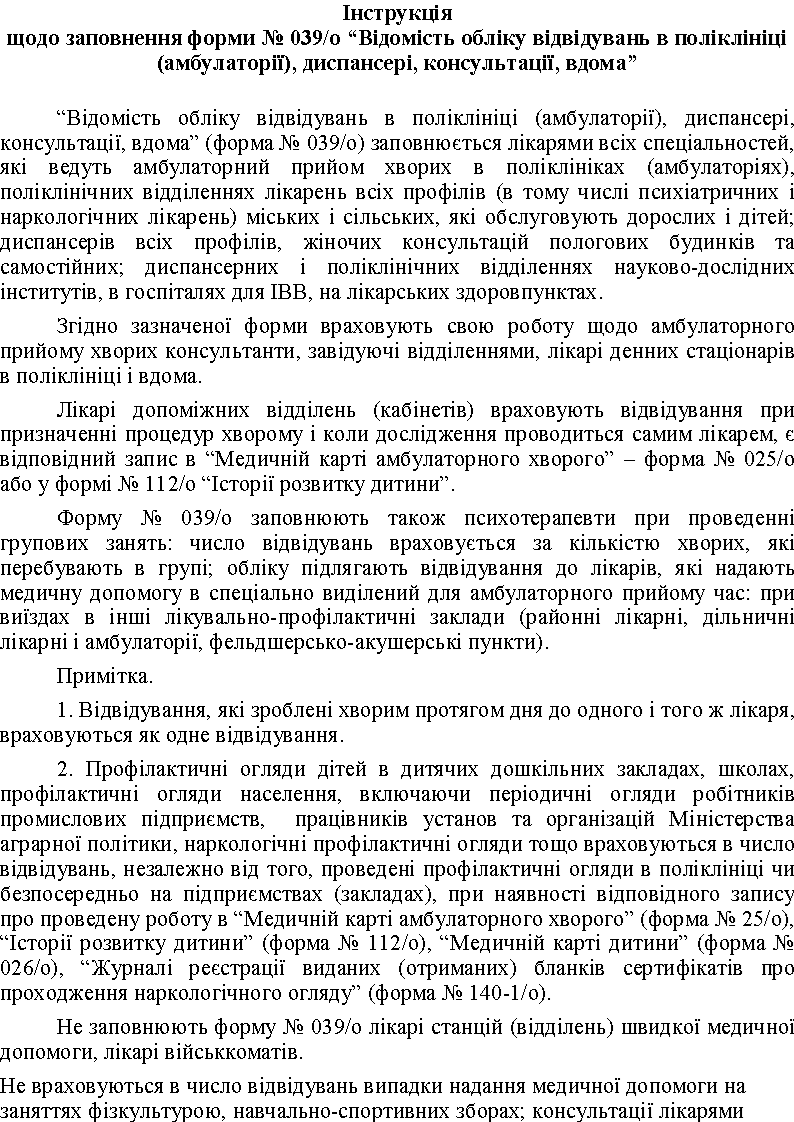 Інструкція
щодо заповнення форми № 039/о “Відомість обліку відвідувань в поліклініці
(амбулаторії), диспансері, консультації, вдома”
“Відомість обліку відвідувань в поліклініці (амбулаторії), диспансері,
консультації, вдома” (форма № 039/о) заповнюється лікарями всіх спеціальностей,
які ведуть амбулаторний прийом хворих в поліклініках (амбулаторіях),
поліклінічних відділеннях лікарень всіх профілів (в тому числі психіатричних і
наркологічних лікарень) міських і сільських, які обслуговують дорослих і дітей;
диспансерів всіх профілів, жіночих консультацій пологових будинків та
самостійних; диспансерних і поліклінічних відділеннях науково-дослідних
інститутів, в госпіталях для ІВВ, на лікарських здоровпунктах.
Згідно зазначеної форми враховують свою роботу щодо амбулаторного
прийому хворих консультанти, завідуючі відділеннями, лікарі денних стаціонарів
в поліклініці і вдома.
Лікарі допоміжних відділень (кабінетів) враховують відвідування при
призначенні процедур хворому і коли дослідження проводиться самим лікарем, є
відповідний запис в “Медичній карті амбулаторного хворого” – форма № 025/о
або у формі № 112/о “Історії розвитку дитини”.
Форму № 039/о заповнюють також психотерапевти при проведенні
групових занять: число відвідувань враховується за кількістю хворих, які
перебувають в групі; обліку підлягають відвідування до лікарів, які надають
медичну допомогу в спеціально виділений для амбулаторного прийому час: при
виїздах в інші лікувально-профілактичні заклади (районні лікарні, дільничні
лікарні і амбулаторії, фельдшерсько-акушерські пункти).
Примітка.
1. Відвідування, які зроблені хворим протягом дня до одного і того ж лікаря,
враховуються як одне відвідування.
2. Профілактичні огляди дітей в дитячих дошкільних закладах, школах,
профілактичні огляди населення, включаючи періодичні огляди робітників
промислових підприємств, працівників установ та організацій Міністерства
аграрної політики, наркологічні профілактичні огляди тощо враховуються в число
відвідувань, незалежно від того, проведені профілактичні огляди в поліклініці чи
безпосередньо на підприємствах (закладах), при наявності відповідного запису
про проведену роботу в “Медичній карті амбулаторного хворого” (форма № 25/о),
“Історії розвитку дитини” (форма № 112/о), “Медичній карті дитини” (форма №
026/о), “Журналі реєстрації виданих (отриманих) бланків сертифікатів про
проходження наркологічного огляду” (форма № 140-1/о).
Не заповнюють форму № 039/о лікарі станцій (відділень) швидкої медичної
допомоги, лікарі військкоматів.
Не враховуються в число відвідувань випадки надання медичної допомоги на
заняттях фізкультурою, навчально-спортивних зборах; консультації лікарями